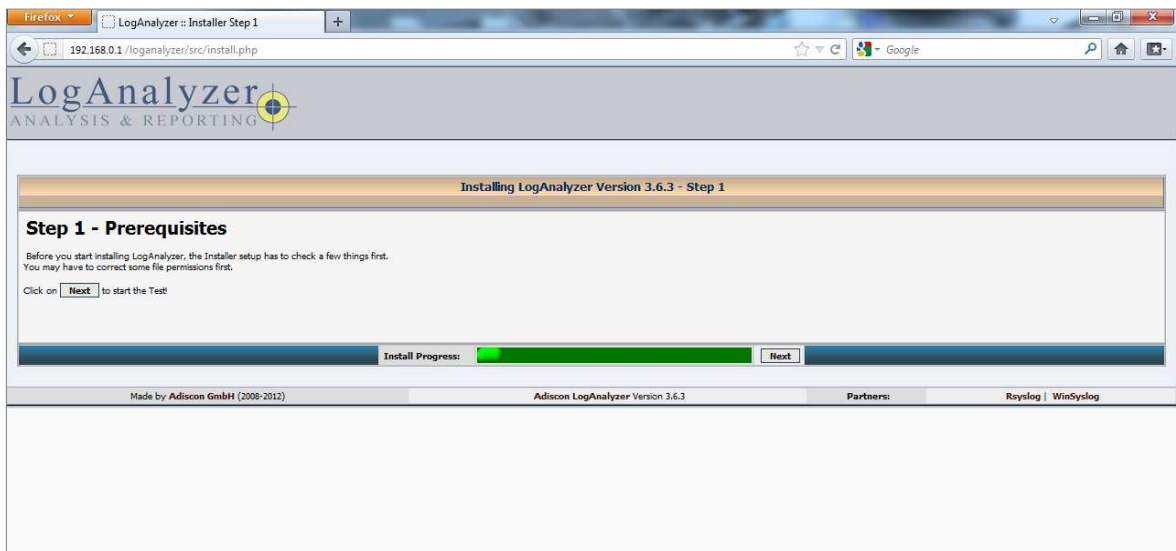 Firefox
LogAnalyzer :: Installer Step 1
192.168.0.1/loganalyzer/src/install.php
Google
LogAnalyzer
ANALYSIS & REPORTING
Installing LogAnalyzer Version 3.6.3 - Step 1
Step 1 - Prerequisites
Before you start installing LogAnalyzer, the Installer setup has to check a few things first.
You may have to correct some file permissions first.
Click on Next to start the Test!
Install Progress: Next
Made by Adiscon GmbH (2008-2012) Adiscon LogAnalyzer Version 3.6.3 Partners: Rsyslog | WinSyslog